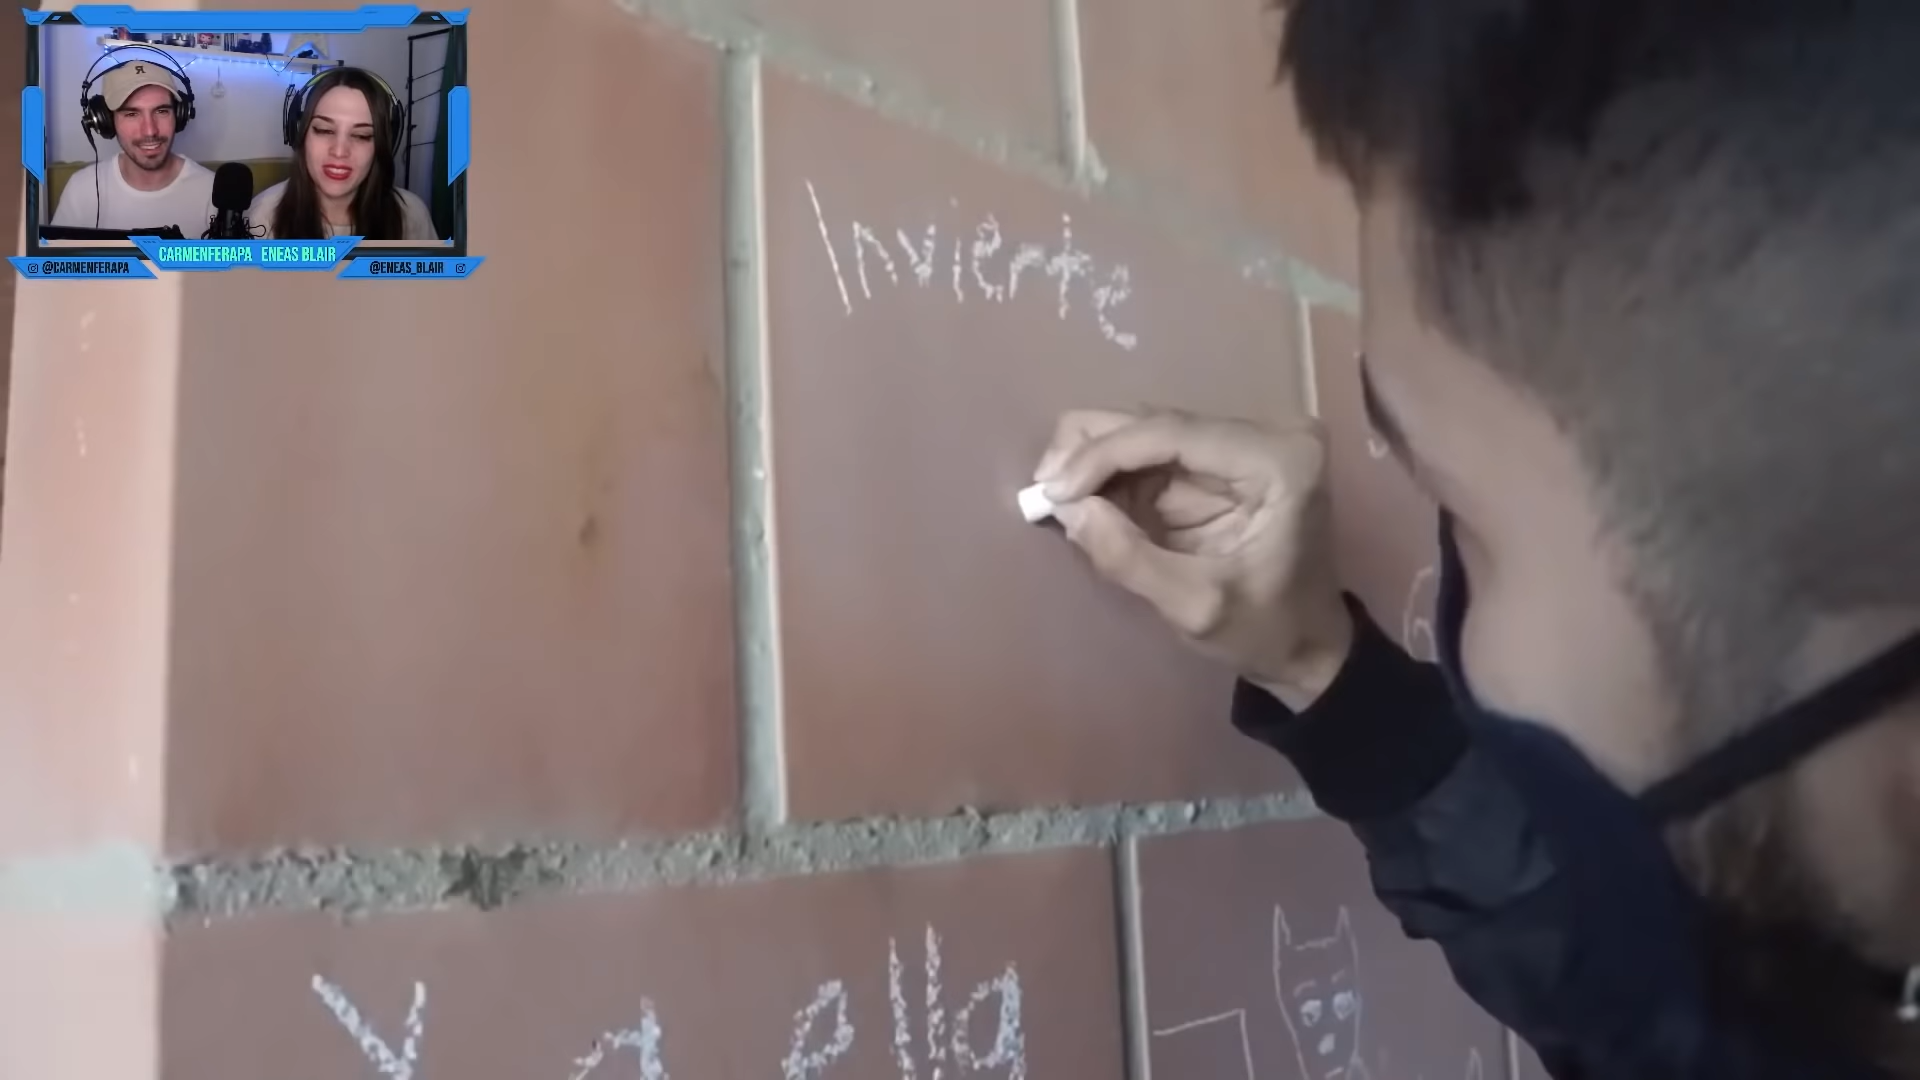 CARMENFERAPA ENEAS BLAIR
@CARMENFERAPA @ENEAS_BLAIR
Invierte
Y a ella